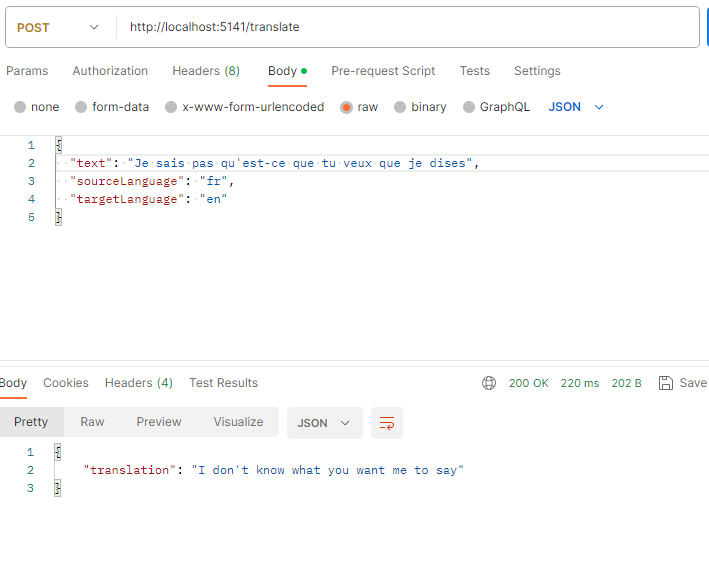 POST http://localhost:5141/translate
Params Authorization Headers (8) Body Pre-request Script Tests Settings
none form-data x-www-form-urlencoded raw binary GraphQL JSON
1 {
2 "text": "Je sais pas qu'est-ce que tu veux que je dises",
3 "sourceLanguage": "fr",
4 "targetLanguage": "en"
5 }
Body Cookies Headers (4) Test Results 200 OK 220 ms 202 B Save
Pretty Raw Preview Visualize JSON
1 {
2 "translation": "I don't know what you want me to say"
3 }